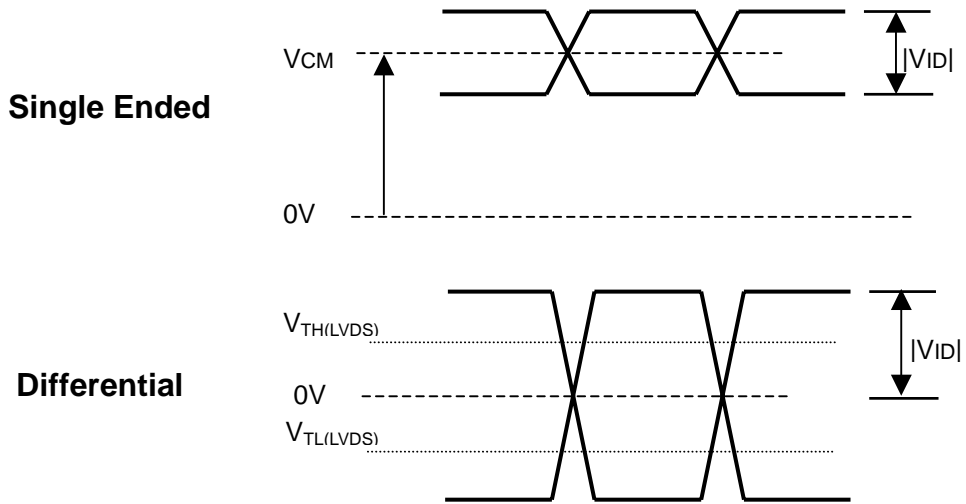 VCM
|VID|
Single Ended
0V
VTH(LVDS)
|VID|
Differential
0V
VTL(LVDS)